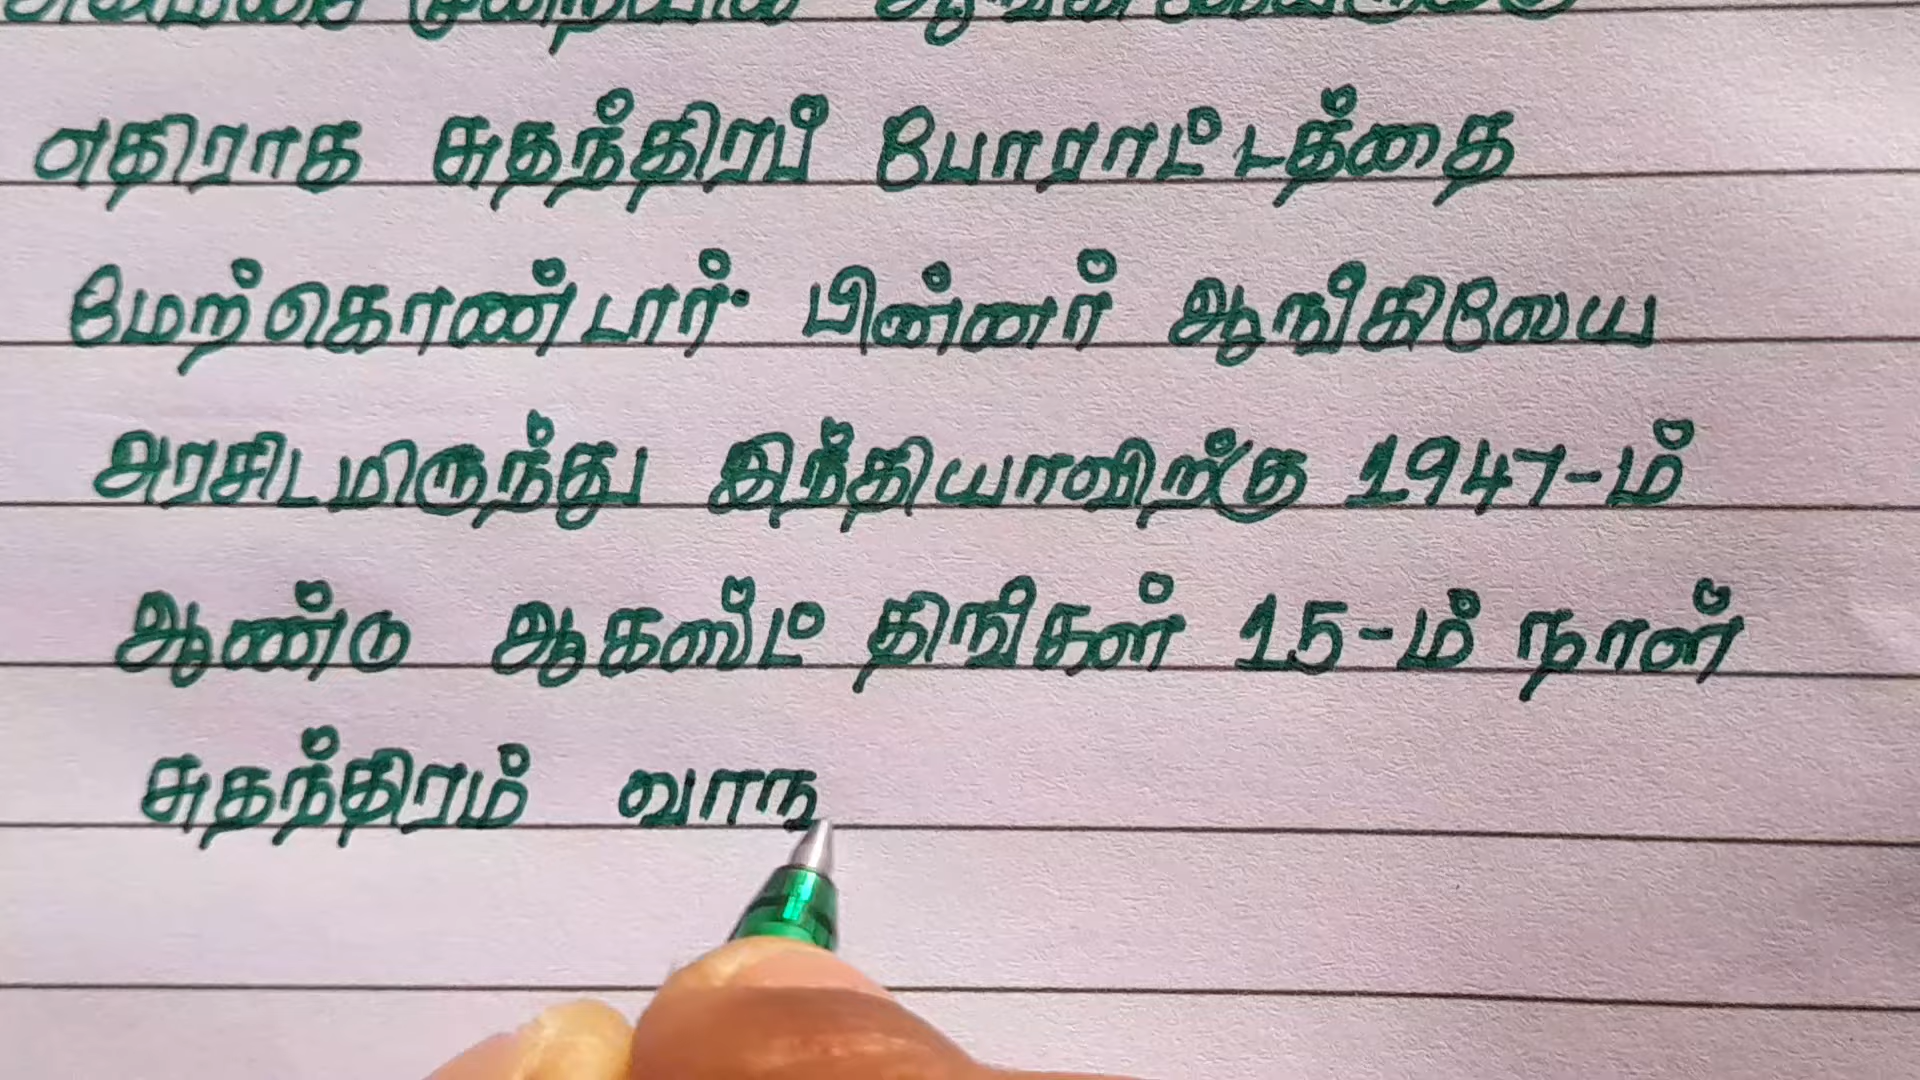 எதிராக சுதந்திரப் போராட்டத்தை
மேற்கொண்டார். பின்னர் ஆங்கிலேய
அரசிடமிருந்து இந்தியாவிற்கு 1947-ம்
ஆண்டு ஆகஸ்ட் திங்கள் 15-ம் நாள்
சுதந்திரம் வாந